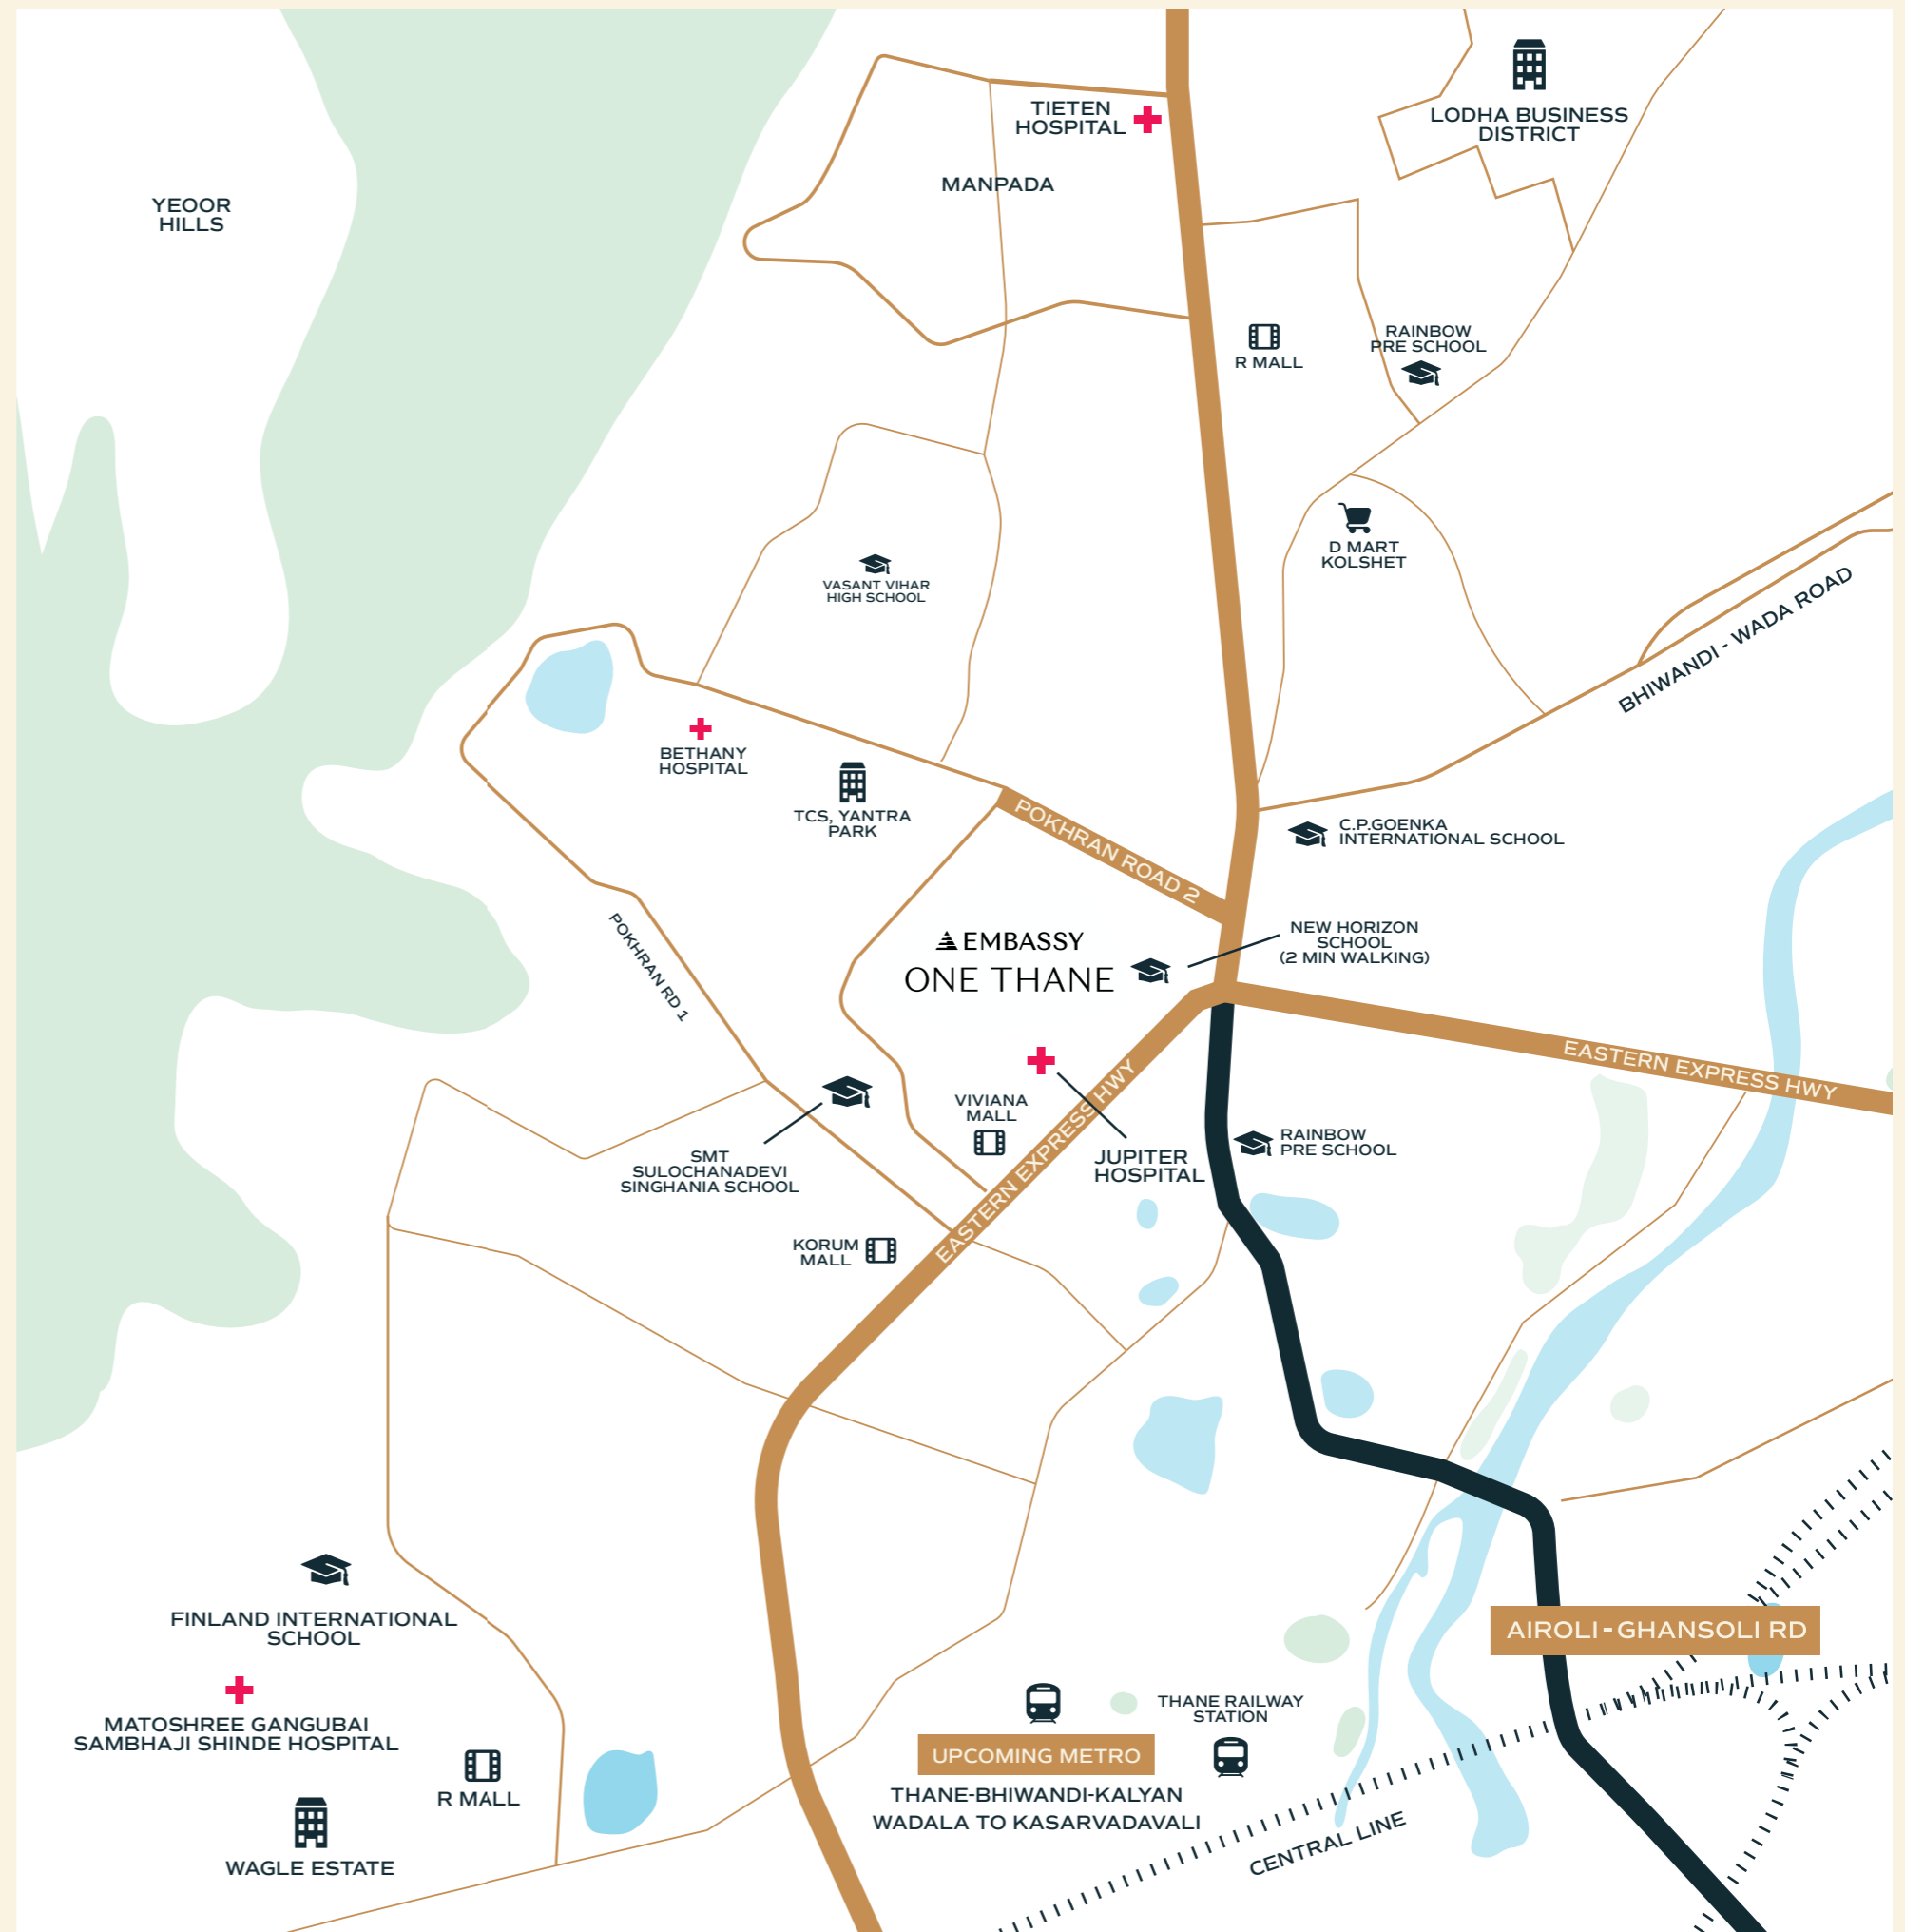 TIETEN
HOSPITAL
LODHA BUSINESS
DISTRICT
MANPADA
YEOOR
HILLS
R MALL
RAINBOW
PRE SCHOOL
D MART
KOLSHET
VASANT VIHAR
HIGH SCHOOL
BHIWANDI - WADA ROAD
BETHANY
HOSPITAL
TCS, YANTRA
PARK
POKHRAN ROAD 2
C.P.GOENKA
INTERNATIONAL SCHOOL
POKHRAN RD 1
EMBASSY
ONE THANE
NEW HORIZON
SCHOOL
(2 MIN WALKING)
EASTERN EXPRESS HWY
VIVIANA
MALL
EASTERN EXPRESS HWY
JUPITER
HOSPITAL
RAINBOW
PRE SCHOOL
SMT
SULOCHANADEVI
SINGHANIA SCHOOL
KORUM
MALL
FINLAND INTERNATIONAL
SCHOOL
AIROLI-GHANSOLI RD
MATOSHREE GANGUBAI
SAMBHAJI SHINDE HOSPITAL
THANE RAILWAY
STATION
UPCOMING METRO
THANE-BHIWANDI-KALYAN
WADALA TO KASARVADAVALI
R MALL
CENTRAL LINE
WAGLE ESTATE